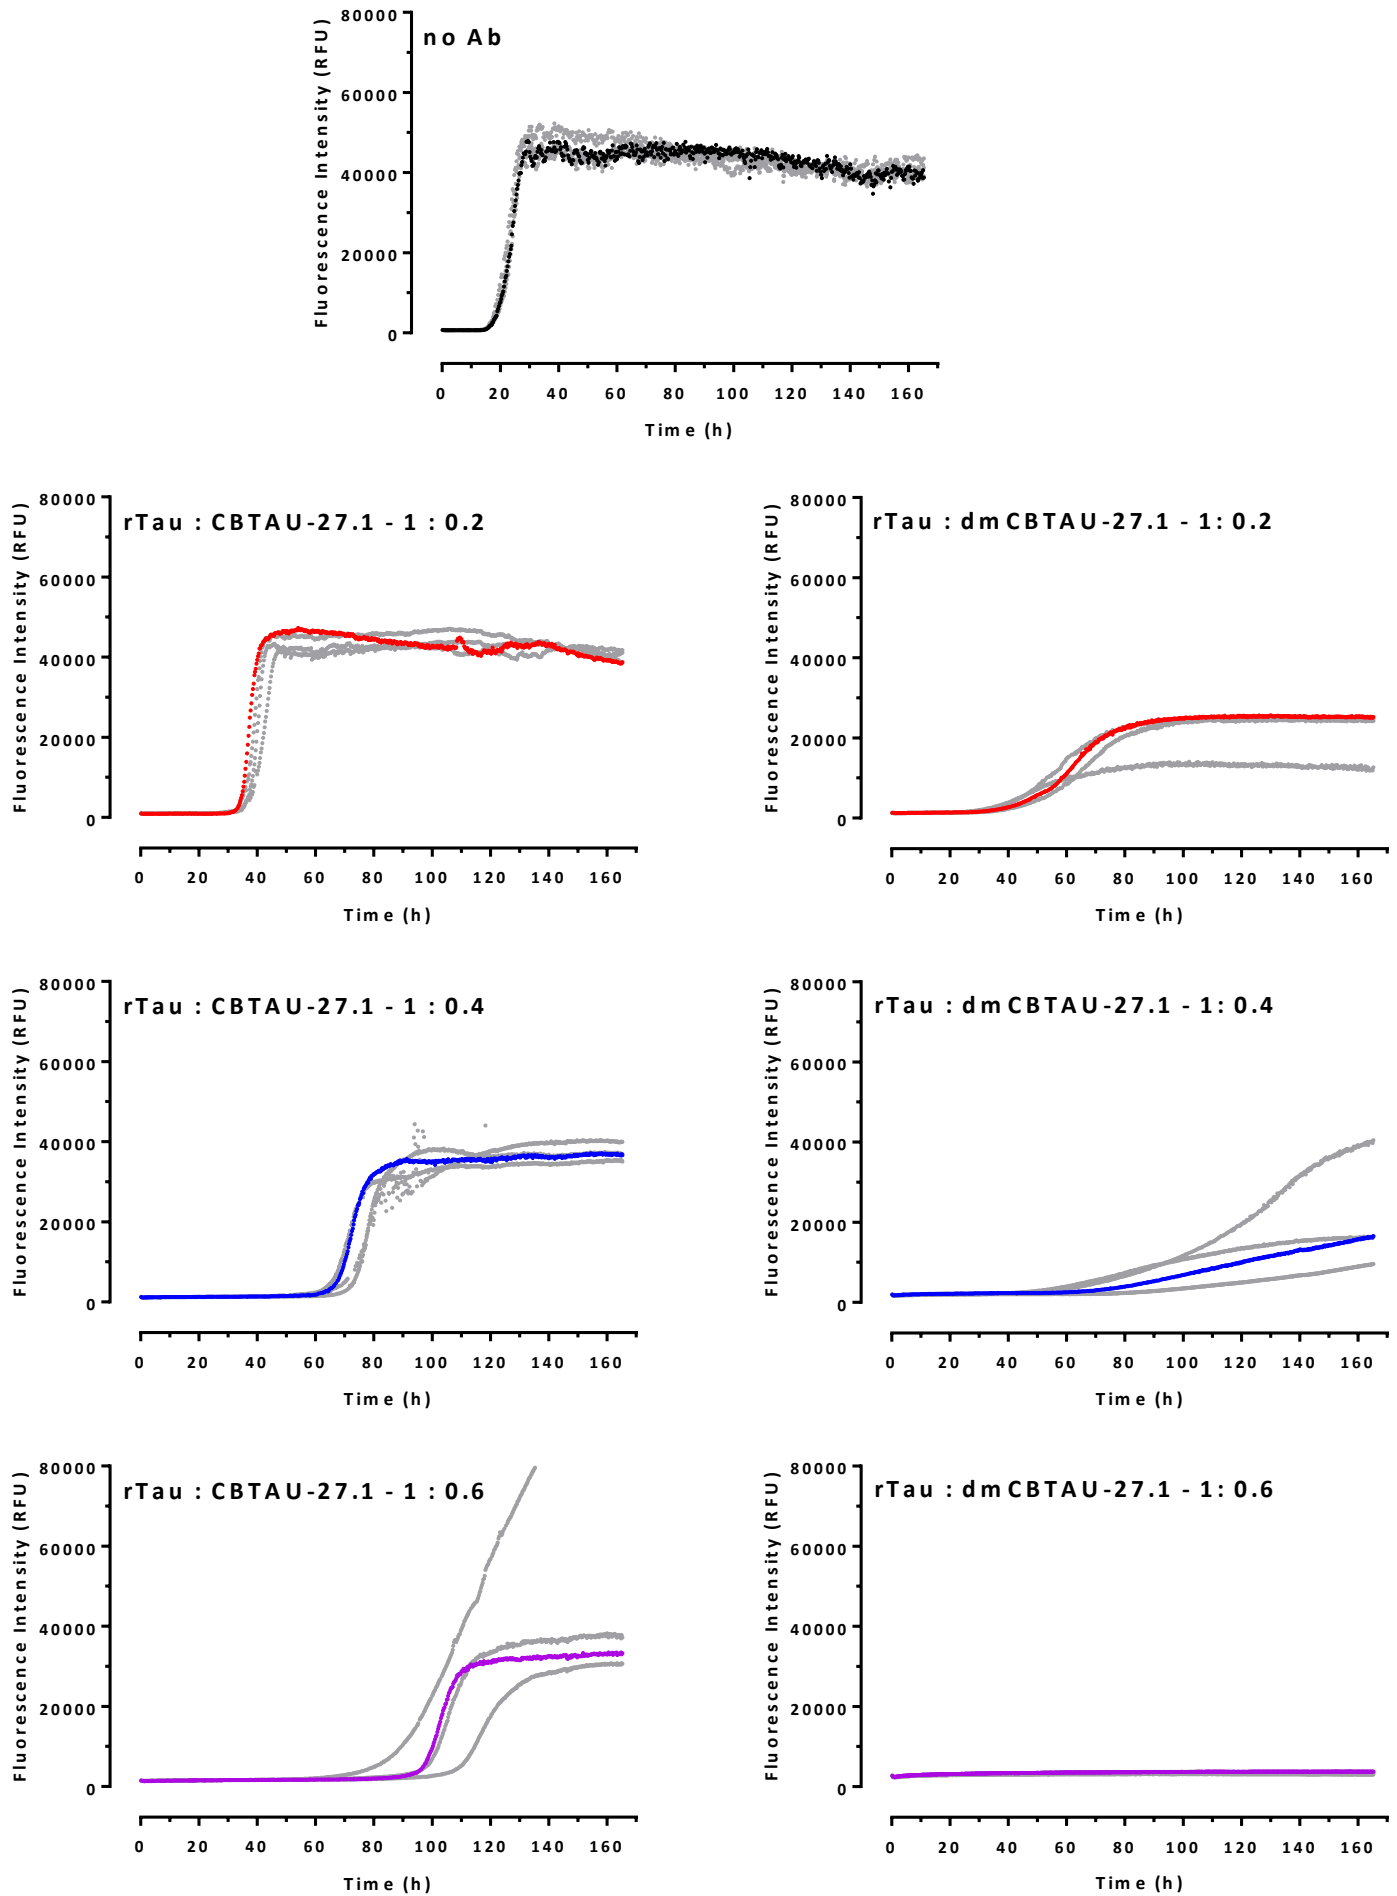 no Ab
Fluorescence Intensity (RFU)
80000
60000
40000
20000
0
0 20 40 60 80 100 120 140 160
Time (h)
rTau : CBTAU-27.1 - 1 : 0.2
Fluorescence Intensity (RFU)
80000
60000
40000
20000
0
0 20 40 60 80 100 120 140 160
Time (h)
rTau : dmCBTAU-27.1 - 1: 0.2
Fluorescence Intensity (RFU)
80000
60000
40000
20000
0
0 20 40 60 80 100 120 140 160
Time (h)
rTau : CBTAU-27.1 - 1 : 0.4
Fluorescence Intensity (RFU)
80000
60000
40000
20000
0
0 20 40 60 80 100 120 140 160
Time (h)
rTau : dmCBTAU-27.1 - 1: 0.4
Fluorescence Intensity (RFU)
80000
60000
40000
20000
0
0 20 40 60 80 100 120 140 160
Time (h)
rTau : CBTAU-27.1 - 1 : 0.6
Fluorescence Intensity (RFU)
80000
60000
40000
20000
0
0 20 40 60 80 100 120 140 160
Time (h)
rTau : dmCBTAU-27.1 - 1: 0.6
Fluorescence Intensity (RFU)
80000
60000
40000
20000
0
0 20 40 60 80 100 120 140 160
Time (h)